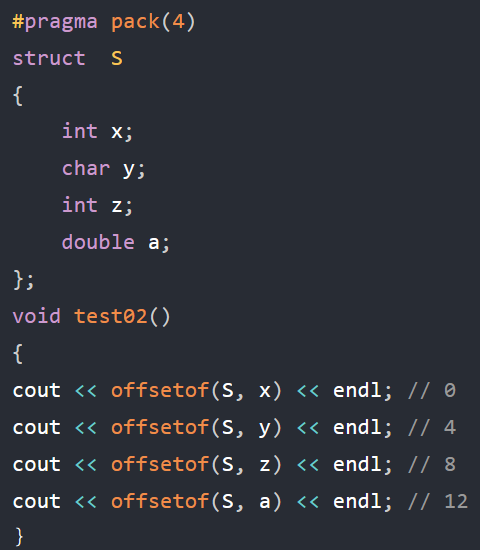 #pragma pack(4)
struct  S
{
    int x;
    char y;
    int z;
    double a;
};
void test02()
{
cout << offsetof(S, x) << endl; // 0
cout << offsetof(S, y) << endl; // 4
cout << offsetof(S, z) << endl; // 8
cout << offsetof(S, a) << endl; // 12
}